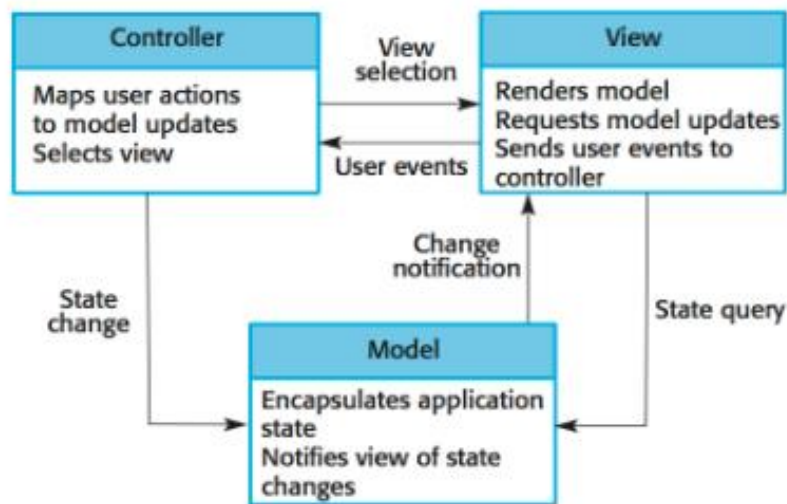 Controller
Maps user actions
to model updates
Selects view
View
selection
User events
View
Renders model
Requests model updates
Sends user events to
controller
State
change
Change
notification
State query
Model
Encapsulates application
state
Notifies view of state
changes